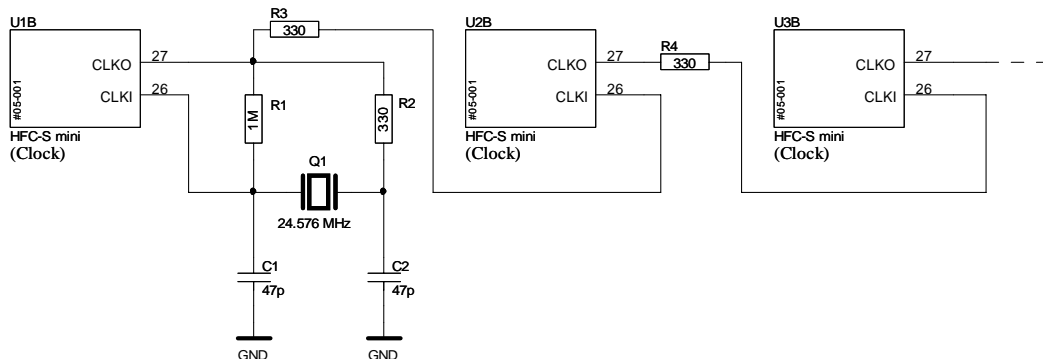 U1B
CLKO
27
CLKI
26
#05-001
HFC-S mini
(Clock)
R3
330
R1
1M
R2
330
Q1
24.576 MHz
C1
47p
C2
47p
GND
GND
U2B
CLKO
27
CLKI
26
#05-001
HFC-S mini
(Clock)
R4
330
U3B
CLKO
27
CLKI
26
#05-001
HFC-S mini
(Clock)